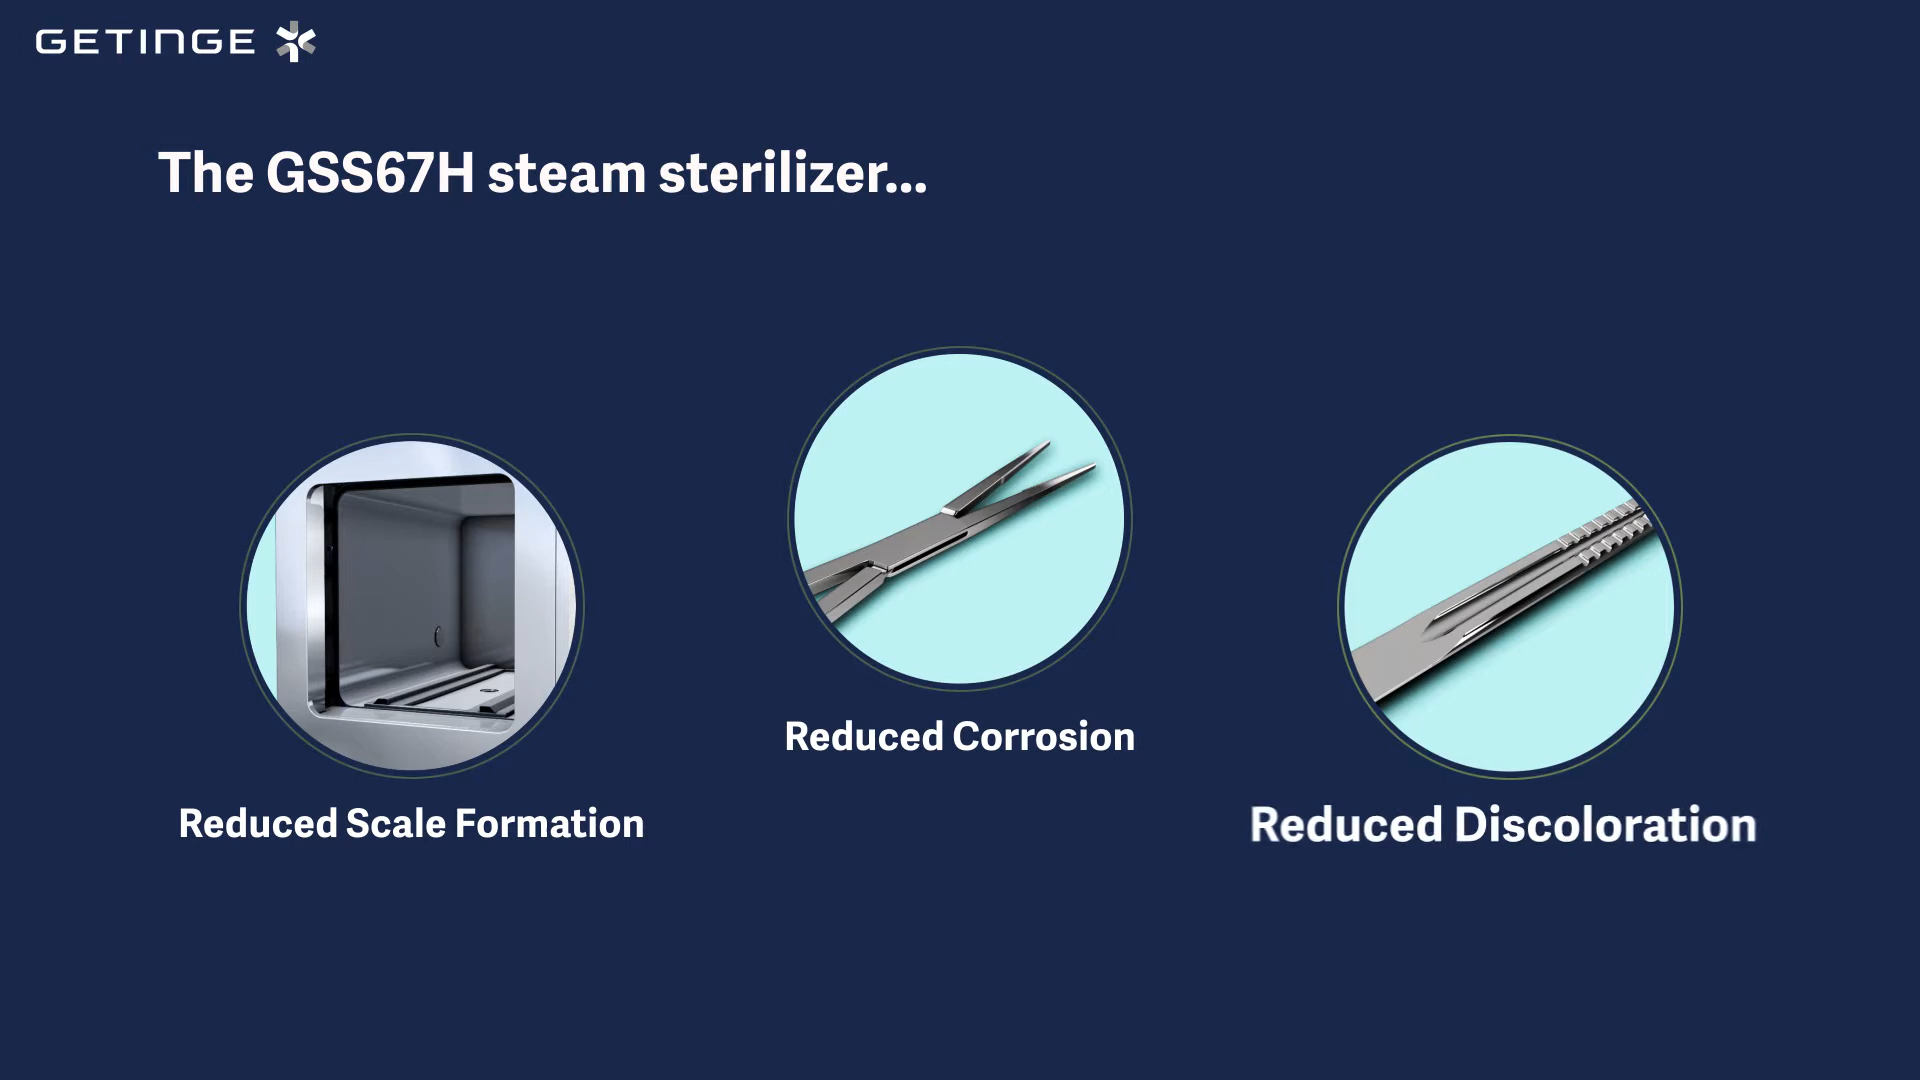 GETINGE
The GSS67H steam sterilizer...
Reduced Scale Formation
Reduced Corrosion
Reduced Discoloration